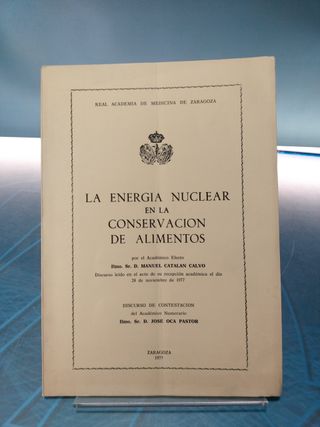 REAL ACADEMIA DE MEDICINA DE ZARAGOZA
LA ENERGIA NUCLEAR
EN LA
CONSERVACION
DE ALIMENTOS
por el Académico Electo
Ilmo. Sr. D. MANUEL CATALAN CALVO
Discurso leído en el acto de su recepción académica el día
28 de noviembre de 1977
DISCURSO DE CONTESTACION
del Académico Numerario
Ilmo. Sr. D. JOSE OCA PASTOR
ZARAGOZA
1977